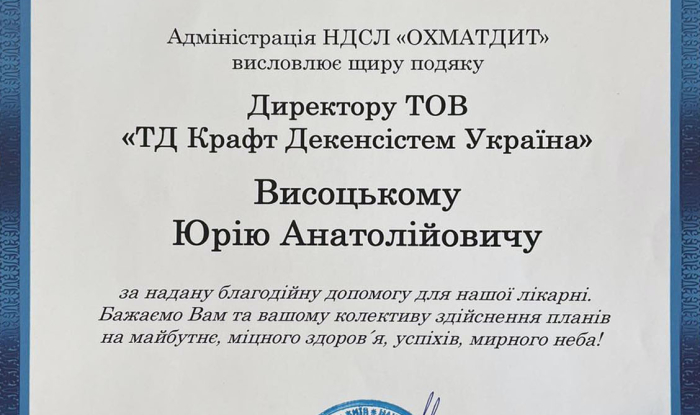 Адміністрація НДСЛ «ОХМАТДИТ»
висловлює щиру подяку
Директору ТОВ
«ТД Крафт Декенсістем Україна»
Висоцькому
Юрію Анатолійовичу
за надану благодійну допомогу для нашої лікарні.
Бажаємо Вам та вашому колективу здійснення планів
на майбутнє, міцного здоров´я, успіхів, мирного неба!